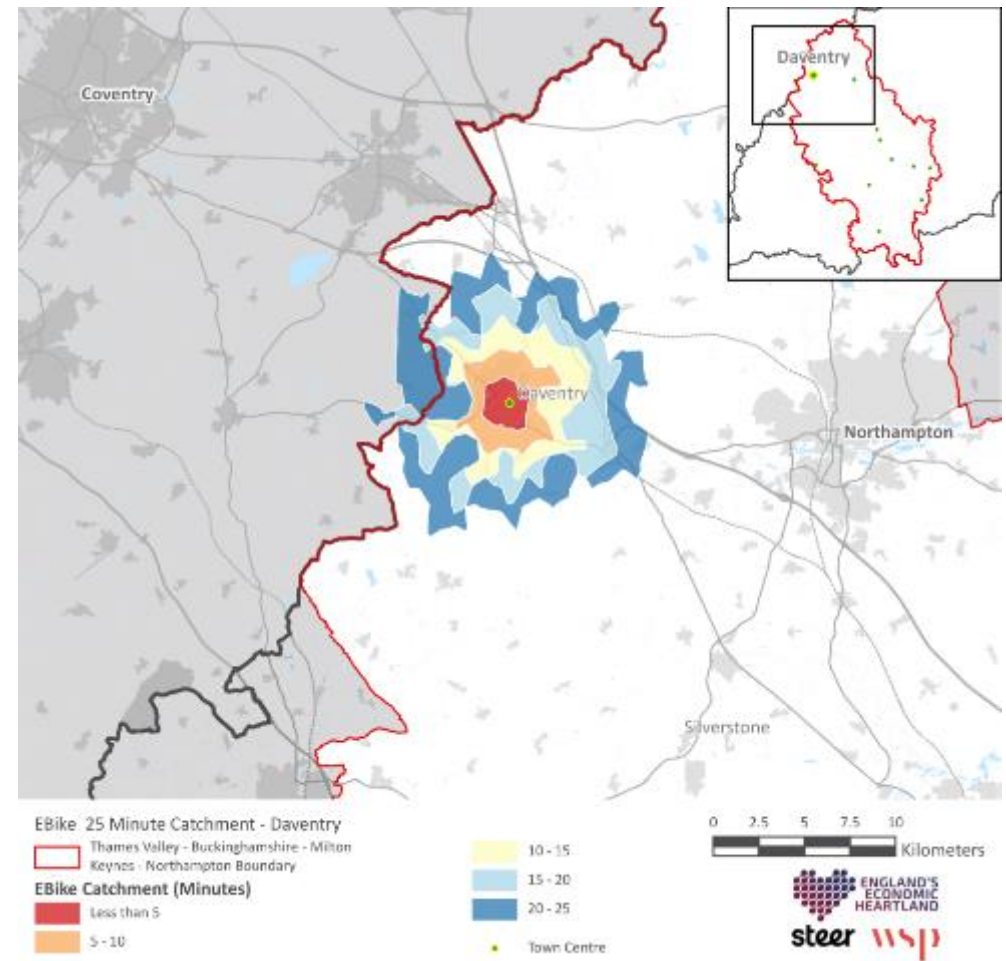 Coventry
Daventry
Daventry
Northampton
Silverstone
EBike 25 Minute Catchment - Daventry
Thames Valley - Buckinghamshire - Milton
Keynes - Northampton Boundary
EBike Catchment (Minutes)
Less than 5
5 - 10
10 - 15
15 - 20
20 - 25
Town Centre
0 2.5 5 7.5 10
Kilometers
ENGLAND'S
ECONOMIC
HEARTLAND
steer wsp